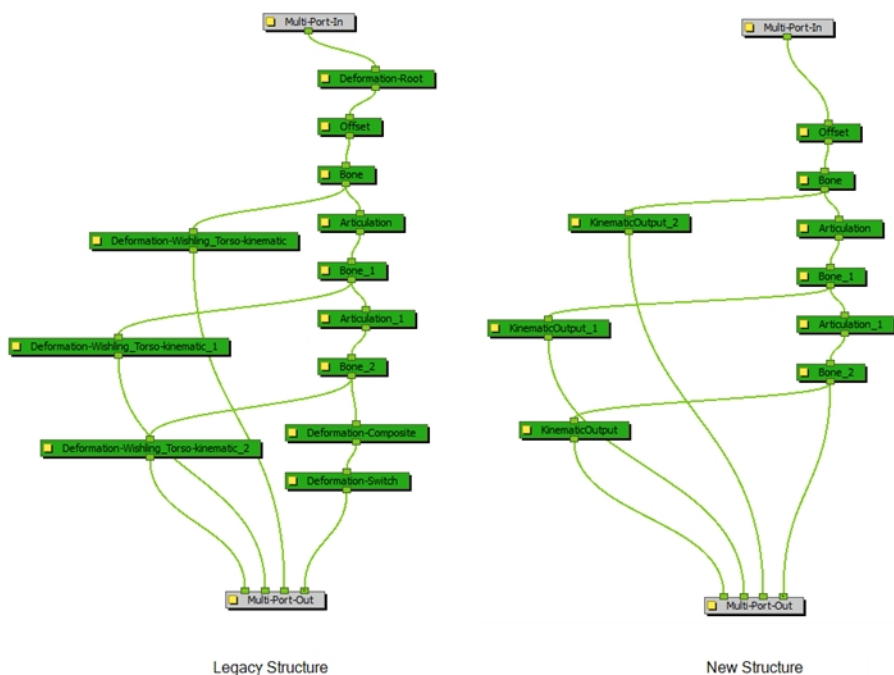 Multi-Port-In
Deformation-Root
Offset
Bone
Articulation
Deformation-Wishling_Torso-kinematic
Bone_1
Articulation_1
Deformation-Wishling_Torso-kinematic_1
Bone_2
Deformation-Composite
Deformation-Wishling_Torso-kinematic_2
Deformation-Switch
Multi-Port-Out
Legacy Structure
Multi-Port-In
Offset
Bone
KinematicOutput_2
Articulation
Bone_1
KinematicOutput_1
Articulation_1
Bone_2
KinematicOutput
Multi-Port-Out
New Structure